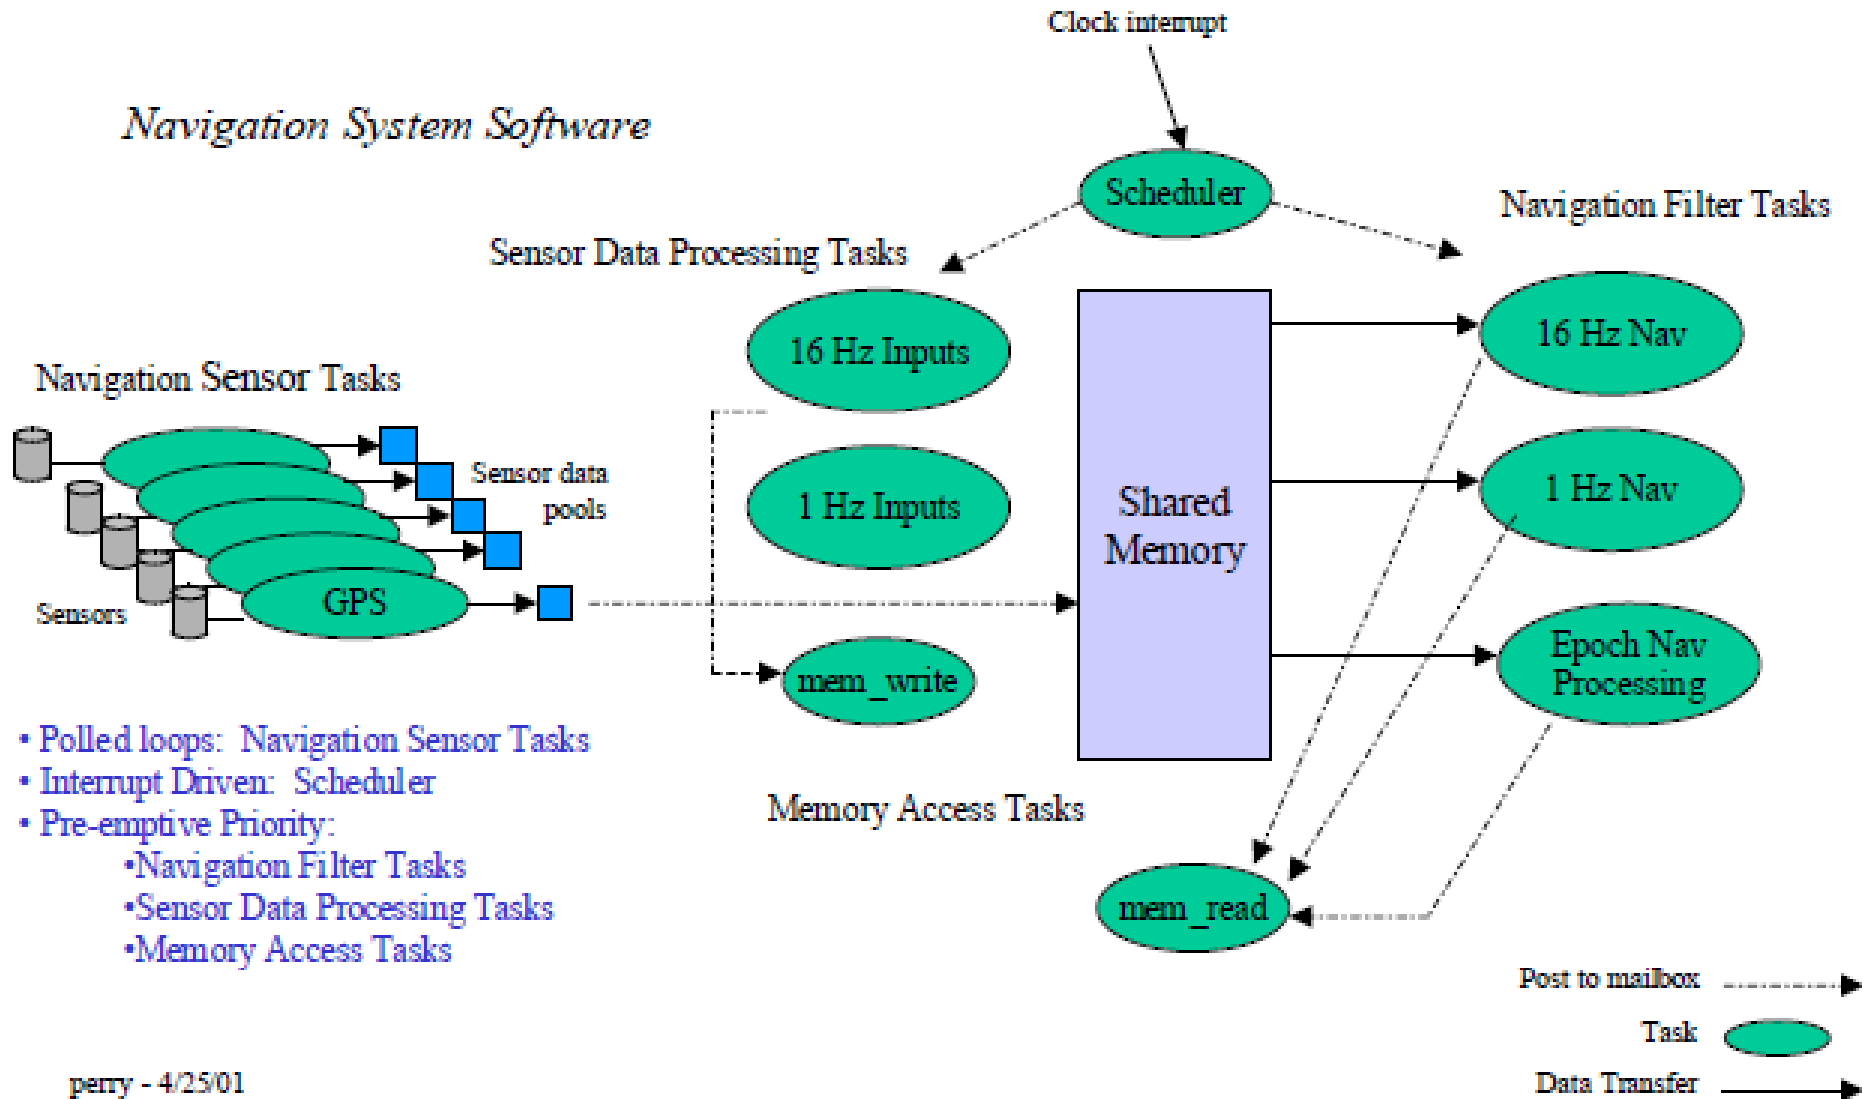 Clock interrupt
Navigation System Software
Scheduler
Navigation Filter Tasks
Sensor Data Processing Tasks
16 Hz Inputs
16 Hz Nav
Navigation Sensor Tasks
Sensor data
pools
1 Hz Inputs
Shared
Memory
1 Hz Nav
GPS
Sensors
mem_write
Epoch Nav
Processing
• Polled loops: Navigation Sensor Tasks
• Interrupt Driven: Scheduler
• Pre-emptive Priority:
•Navigation Filter Tasks
•Sensor Data Processing Tasks
•Memory Access Tasks
Memory Access Tasks
mem_read
Post to mailbox
Task
Data Transfer
perry - 4/25/01